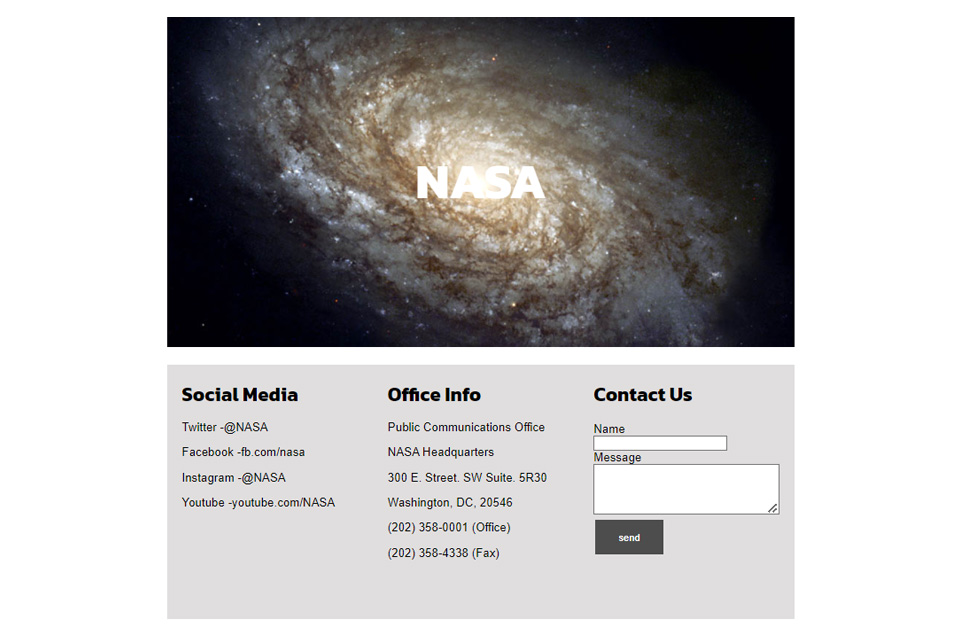 NASA
Social Media
Twitter -@NASA
Facebook -fb.com/nasa
Instagram -@NASA
Youtube -youtube.com/NASA
Office Info
Public Communications Office
NASA Headquarters
300 E. Street. SW Suite. 5R30
Washington, DC, 20546
(202) 358-0001 (Office)
(202) 358-4338 (Fax)
Contact Us
Name
Message
send